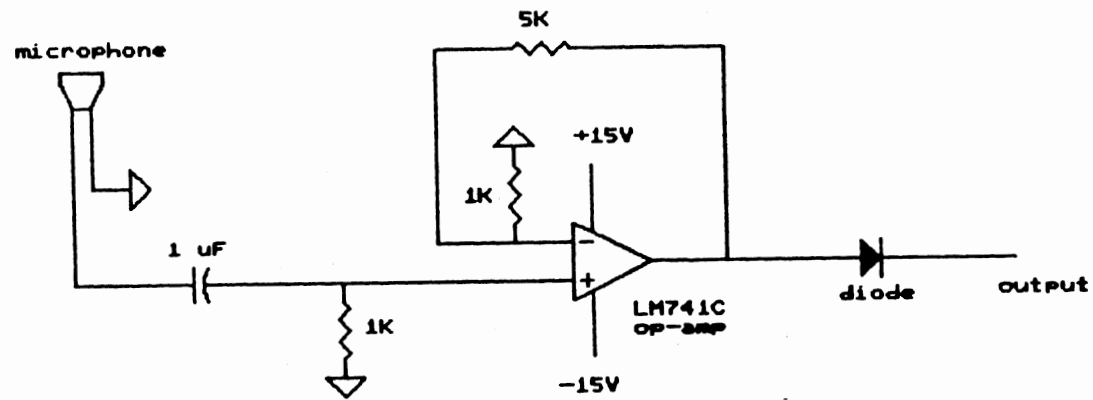 5K
microphone
+15V
1K
1 uF
-
+
LM741C
op-amp
diode
output
1K
-15V